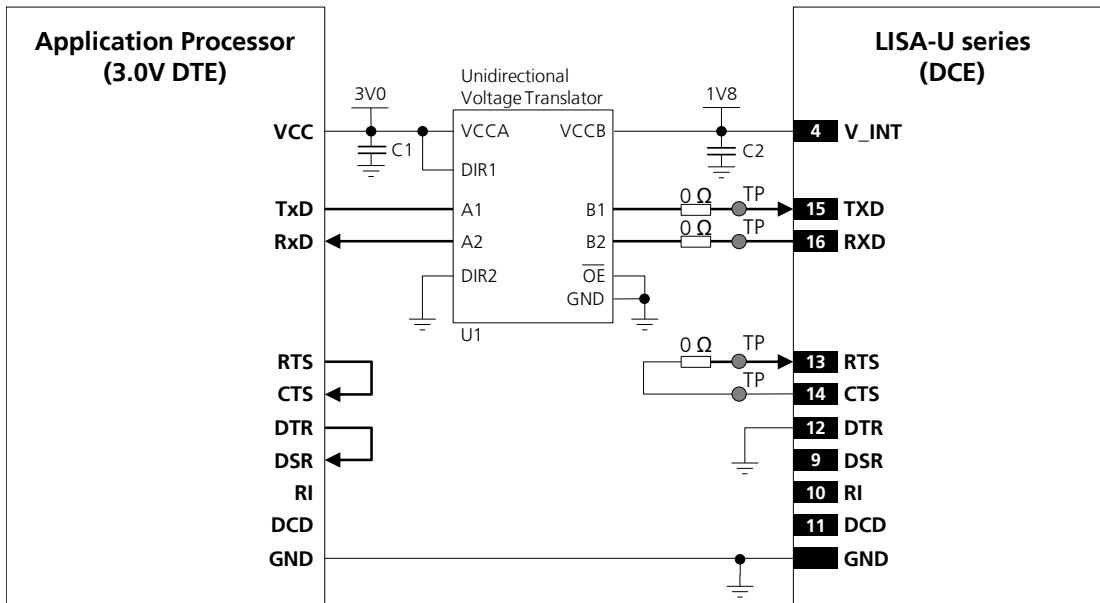 Application Processor
(3.0V DTE)
LISA-U series
(DCE)
Unidirectional
Voltage Translator
3V0
1V8
VCC
VCCA
VCCB
4
V_INT
C1
C2
DIR1
0 Ω
TP
TxD
A1
B1
15
TXD
0 Ω
TP
RxD
A2
B2
16
RXD
DIR2
OE
GND
U1
0 Ω
TP
RTS
13
RTS
TP
CTS
14
CTS
DTR
12
DTR
DSR
9
DSR
RI
10
RI
DCD
11
DCD
GND
GND